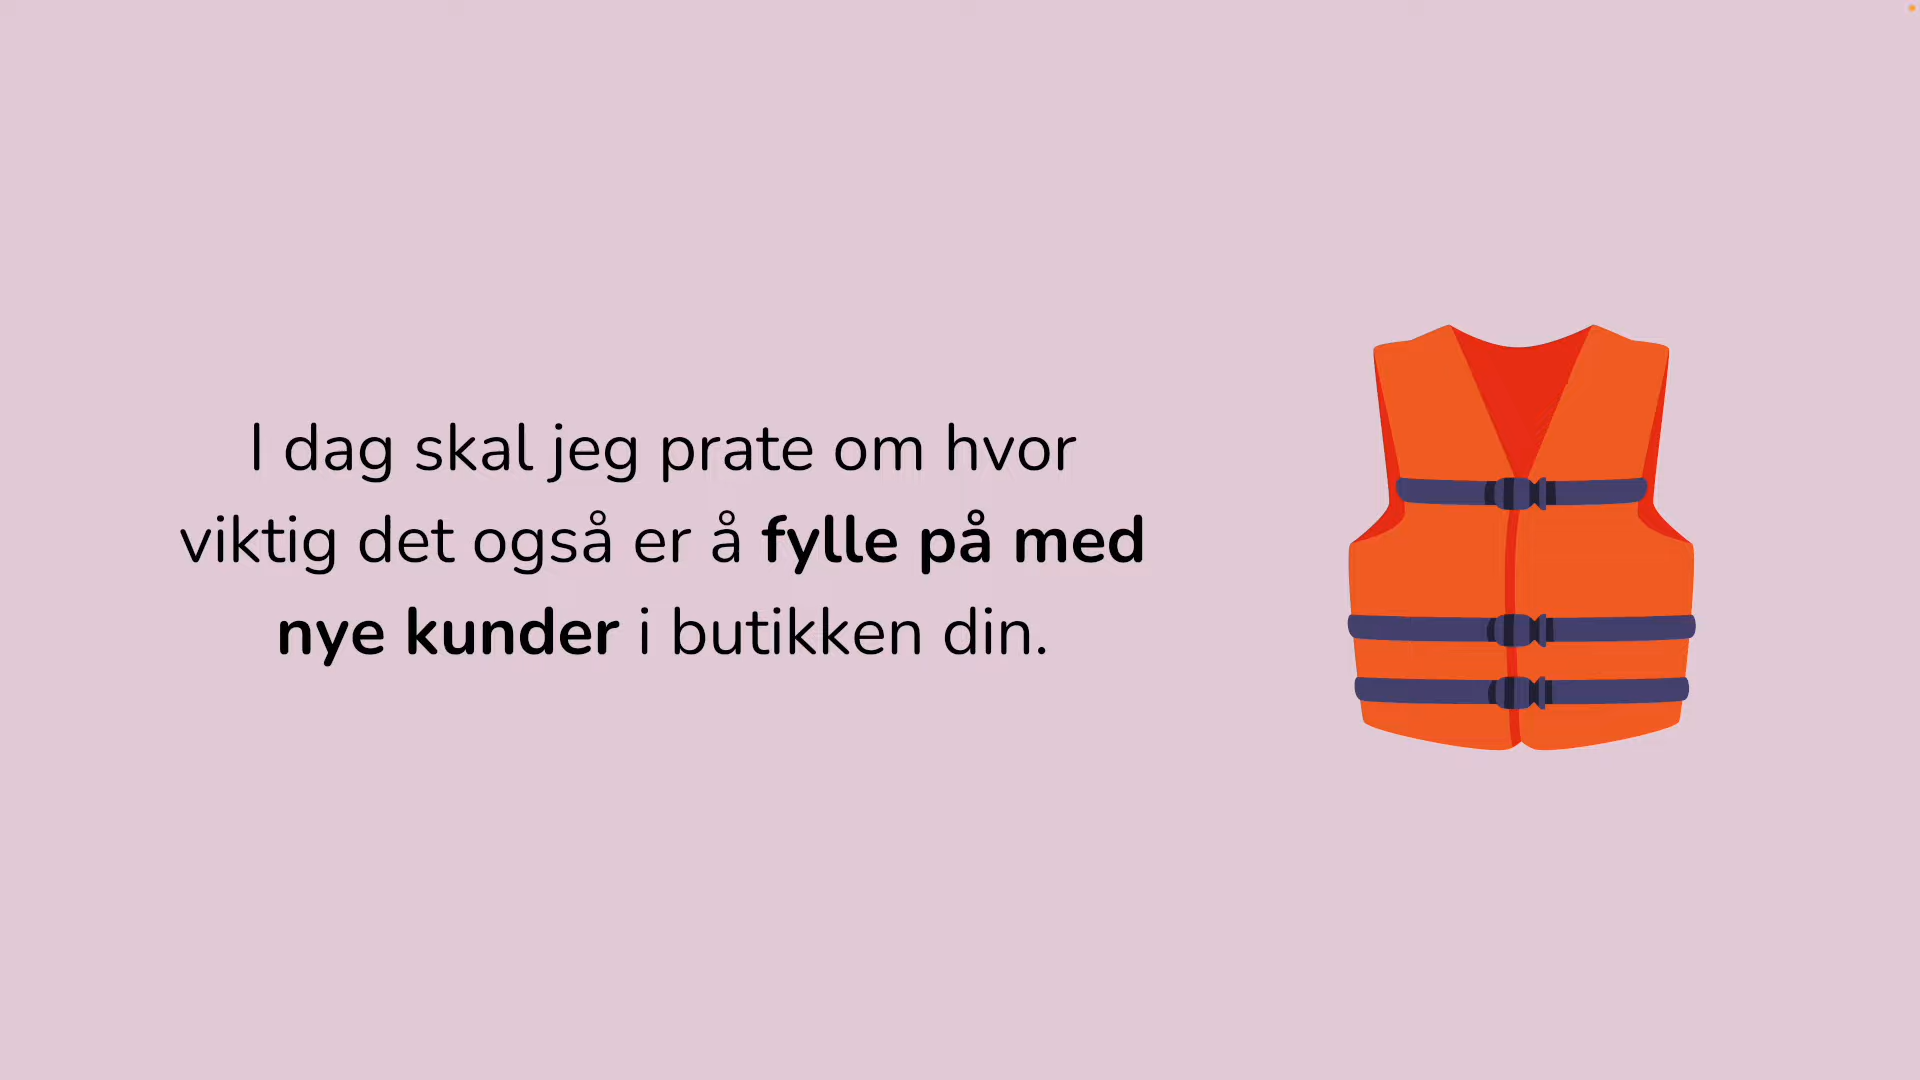 I dag skal jeg prate om hvor
viktig det også er å fylle på med
nye kunder i butikken din.